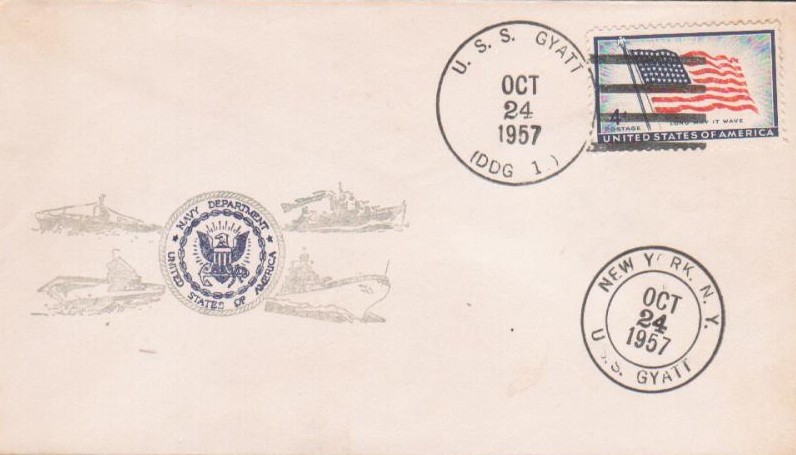 U. S. S. GYATT
OCT
24
1957
(DDG 1.)
4¢
POSTAGE
LONG MAY IT WAVE
UNITED STATES OF AMERICA
★ NAVY DEPARTMENT ★
UNITED STATES OF AMERICA
NEW Y RK, N. Y.
OCT
24
1957
U.S. GYATT